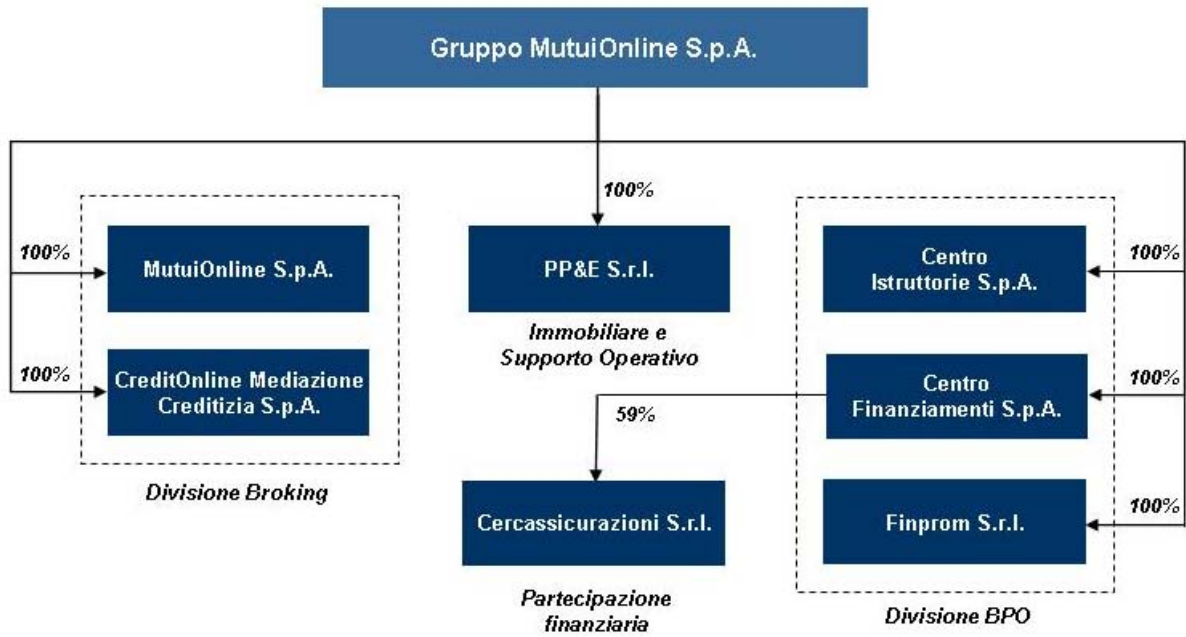 Gruppo MutuiOnline S.p.A.
100%
100%
MutuiOnline S.p.A.
100%
CreditOnline Mediazione
Creditizia S.p.A.
Divisione Broking
PP&E S.r.l.
Immobiliare e
Supporto Operativo
59%
Cercassicurazioni S.r.l.
Partecipazione
finanziaria
Centro
Istruttorie S.p.A.
100%
Centro
Finanziamenti S.p.A.
100%
Finprom S.r.l.
100%
Divisione BPO